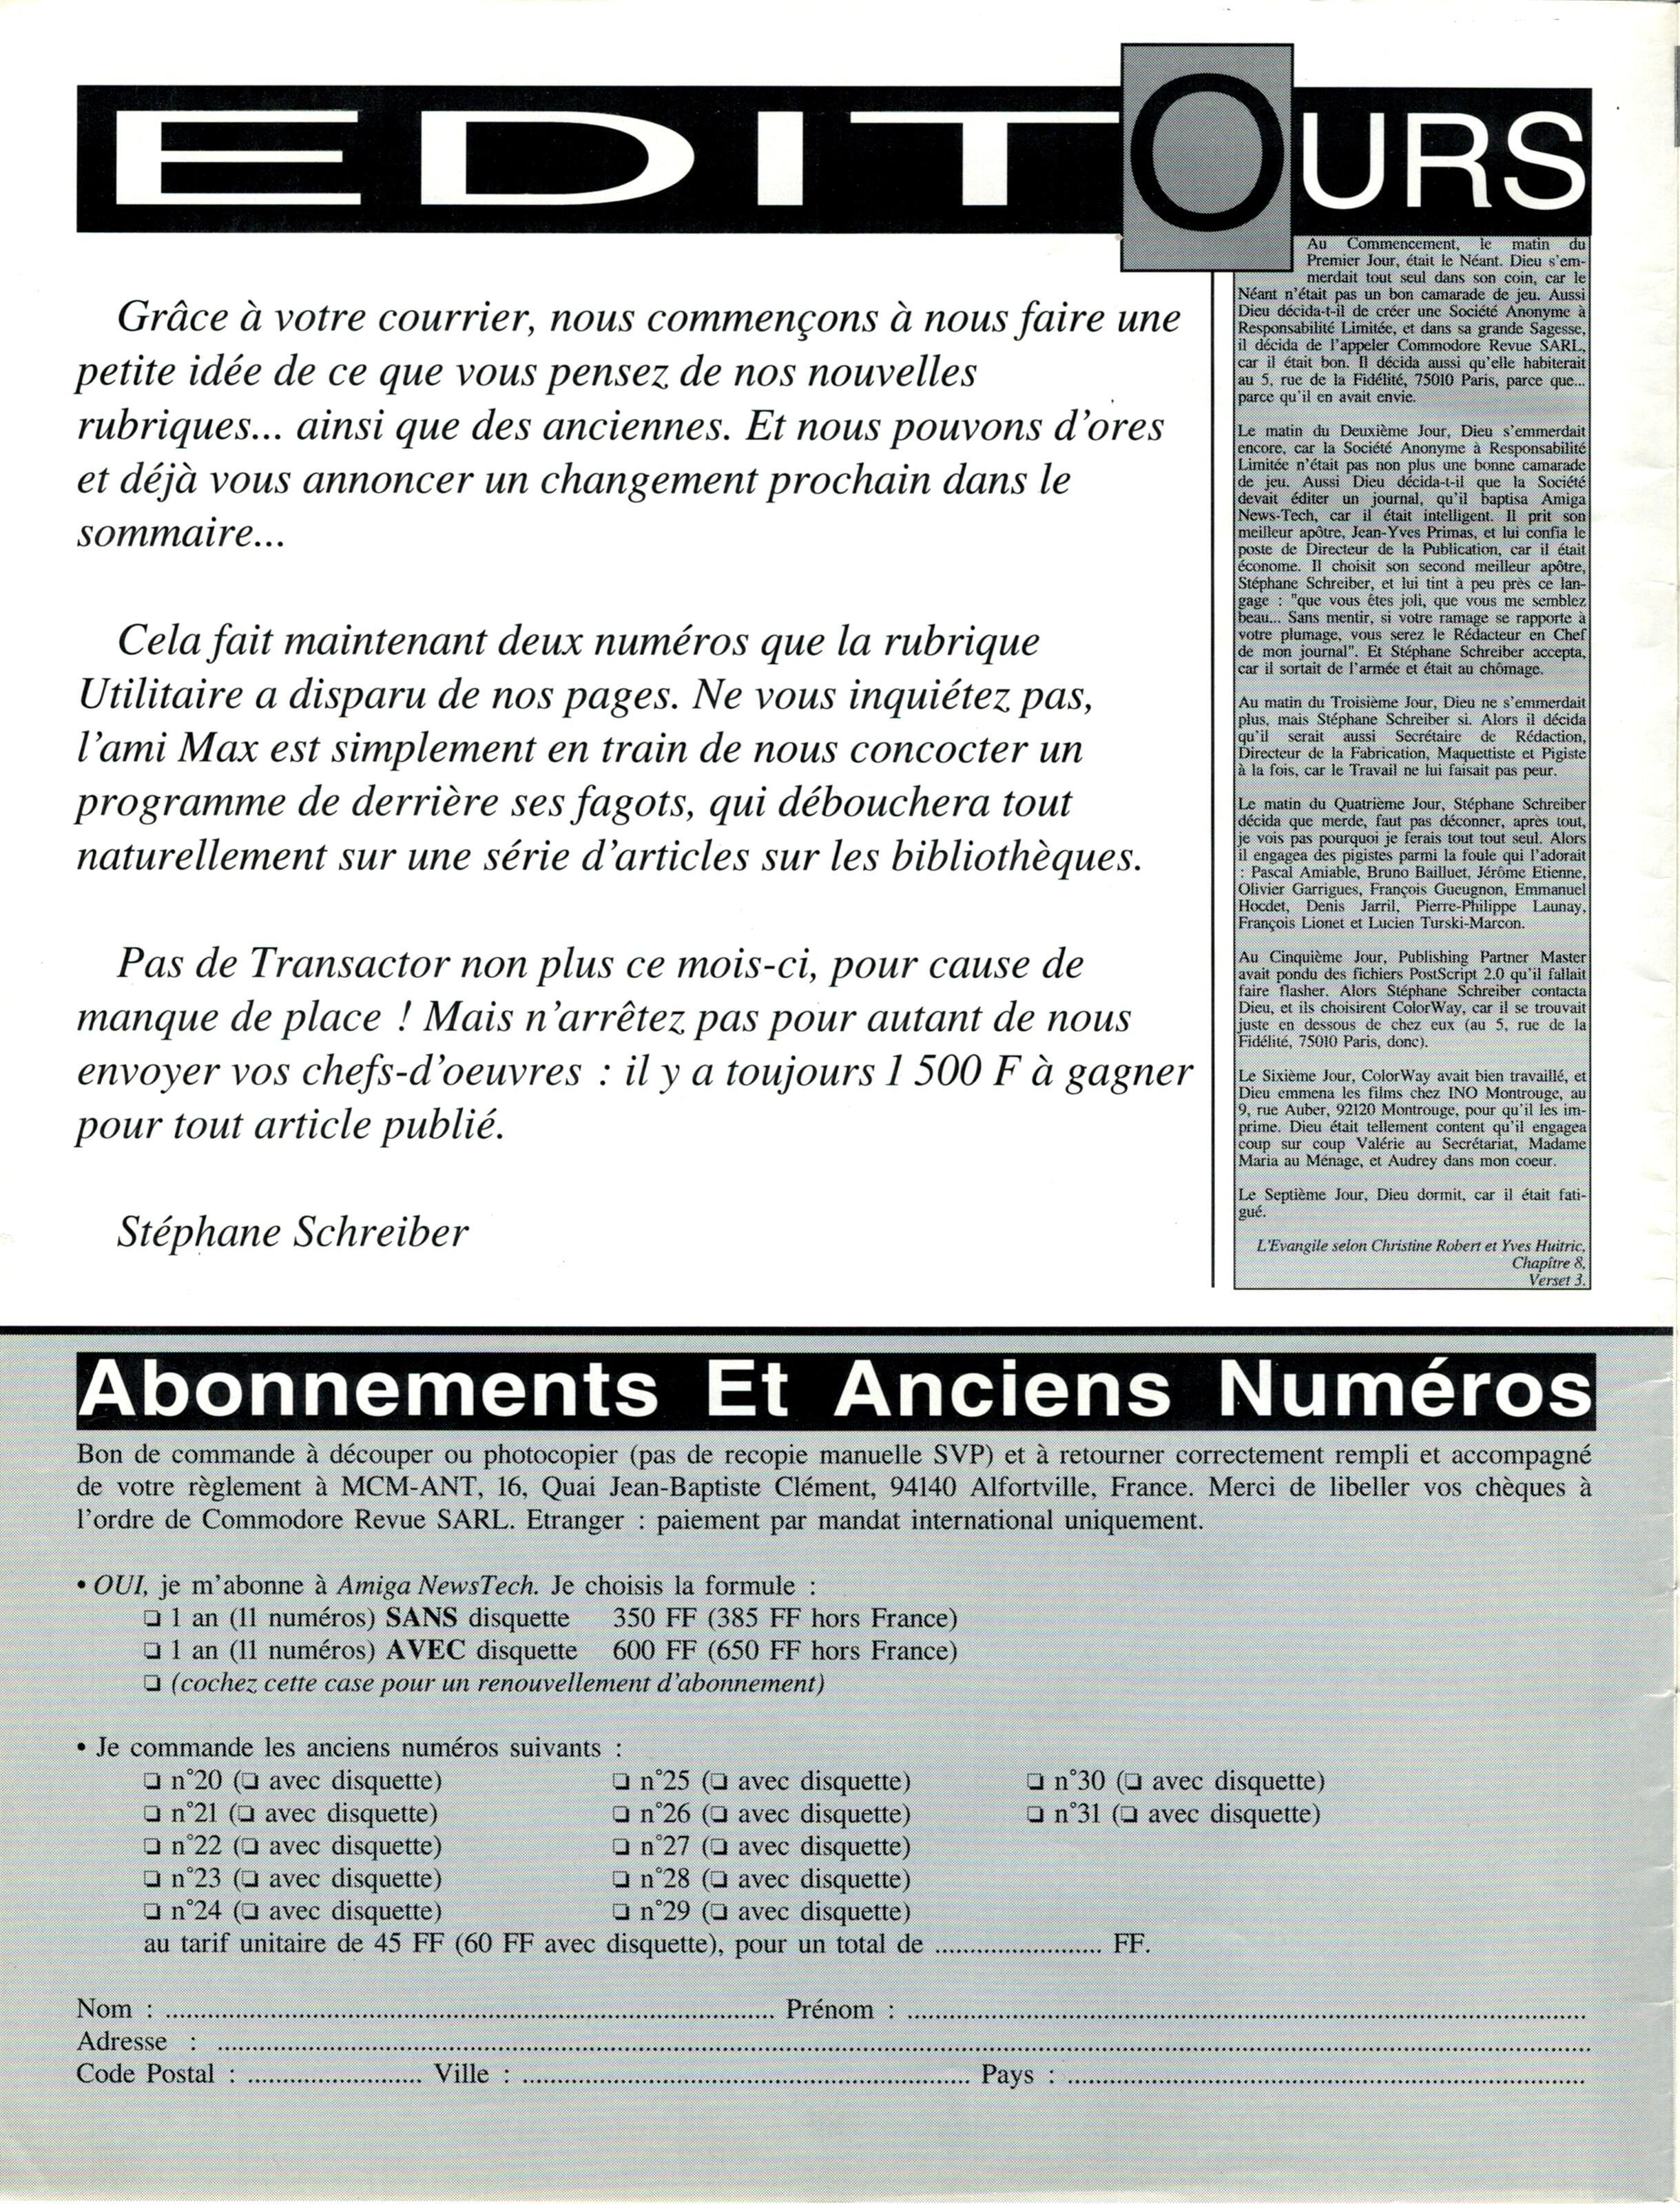 EDITOURS
Grâce à votre courrier, nous commençons à nous faire une
petite idée de ce que vous pensez de nos nouvelles
rubriques... ainsi que des anciennes. Et nous pouvons d'ores
et déjà vous annoncer un changement prochain dans le
sommaire...
Cela fait maintenant deux numéros que la rubrique
Utilitaire a disparu de nos pages. Ne vous inquiétez pas,
l'ami Max est simplement en train de nous concocter un
programme de derrière ses fagots, qui débouchera tout
naturellement sur une série d'articles sur les bibliothèques.
Pas de Transactor non plus ce mois-ci, pour cause de
manque de place ! Mais n'arrêtez pas pour autant de nous
envoyer vos chefs-d'oeuvres : il y a toujours 1 500 F à gagner
pour tout article publié.
Stéphane Schreiber
Au Commencement, le matin du
Premier Jour, était le Néant. Dieu s'em-
merdait tout seul dans son coin, car le
Néant n'était pas un bon camarade de jeu. Aussi
Dieu décida-t-il de créer une Société Anonyme à
Responsabilité Limitée, et dans sa grande Sagesse,
il décida de l'appeler Commodore Revue SARL,
car il était bon. Il décida aussi qu'elle habiterait
au 5, rue de la Fidélité, 75010 Paris, parce que...
parce qu'il en avait envie.
Le matin du Deuxième Jour, Dieu s'emmerdait
encore, car la Société Anonyme à Responsabilité
Limitée n'était pas non plus une bonne camarade
de jeu. Aussi Dieu décida-t-il que la Société
devait éditer un journal, qu'il baptisa Amiga
News-Tech, car il était intelligent. Il prit son
meilleur apôtre, Jean-Yves Primas, et lui confia le
poste de Directeur de la Publication, car il était
économe. Il choisit son second meilleur apôtre,
Stéphane Schreiber, et lui tint à peu près ce lan-
gage : "que vous êtes joli, que vous me semblez
beau... Sans mentir, si votre ramage se rapporte à
votre plumage, vous serez le Rédacteur en Chef
de mon journal". Et Stéphane Schreiber accepta,
car il sortait de l'armée et était au chômage.
Au matin du Troisième Jour, Dieu ne s'emmerdait
plus, mais Stéphane Schreiber si. Alors il décida
qu'il serait aussi Secrétaire de Rédaction,
Directeur de la Fabrication, Maquettiste et Pigiste
à la fois, car le Travail ne lui faisait pas peur.
Le matin du Quatrième Jour, Stéphane Schreiber
décida que merde, faut pas déconner, après tout,
je vois pas pourquoi je ferais tout tout seul. Alors
il engagea des pigistes parmi la foule qui l'adorait
: Pascal Amiable, Bruno Bailluet, Jérôme Etienne,
Olivier Garrigues, François Gueugnon, Emmanuel
Hocdet, Denis Jarril, Pierre-Philippe Launay,
François Lionet et Lucien Turski-Marcon.
Au Cinquième Jour, Publishing Partner Master
avait pondu des fichiers PostScript 2.0 qu'il fallait
faire flasher. Alors Stéphane Schreiber contacta
Dieu, et ils choisirent ColorWay, car il se trouvait
juste en dessous de chez eux (au 5, rue de la
Fidélité, 75010 Paris, donc).
Le Sixième Jour, ColorWay avait bien travaillé, et
Dieu emmena les films chez INO Montrouge, au
9, rue Auber, 92120 Montrouge, pour qu'il les im-
prime. Dieu était tellement content qu'il engagea
coup sur coup Valérie au Secrétariat, Madame
Maria au Ménage, et Audrey dans mon coeur.
Le Septième Jour, Dieu dormit, car il était fati-
gué.
L'Evangile selon Christine Robert et Yves Huitric,
Chapître 8,
Verset 3.
Abonnements Et Anciens Numéros
Bon de commande à découper ou photocopier (pas de recopie manuelle SVP) et à retourner correctement rempli et accompagné
de votre règlement à MCM-ANT, 16, Quai Jean-Baptiste Clément, 94140 Alfortville, France. Merci de libeller vos chèques à
l'ordre de Commodore Revue SARL. Etranger : paiement par mandat international uniquement.
• OUI, je m'abonne à Amiga NewsTech. Je choisis la formule :
❑ 1 an (11 numéros) SANS disquette 350 FF (385 FF hors France)
❑ 1 an (11 numéros) AVEC disquette 600 FF (650 FF hors France)
❑ (cochez cette case pour un renouvellement d'abonnement)
• Je commande les anciens numéros suivants :
❑ n°20 (❑ avec disquette) ❑ n°25 (❑ avec disquette) ❑ n°30 (❑ avec disquette)
❑ n°21 (❑ avec disquette) ❑ n°26 (❑ avec disquette) ❑ n°31 (❑ avec disquette)
❑ n°22 (❑ avec disquette) ❑ n°27 (❑ avec disquette)
❑ n°23 (❑ avec disquette) ❑ n°28 (❑ avec disquette)
❑ n°24 (❑ avec disquette) ❑ n°29 (❑ avec disquette)
au tarif unitaire de 45 FF (60 FF avec disquette), pour un total de ........................ FF.
Nom : ........................ Prénom : ........................
Adresse : ........................
Code Postal : ........................ Ville : ........................ Pays : ........................